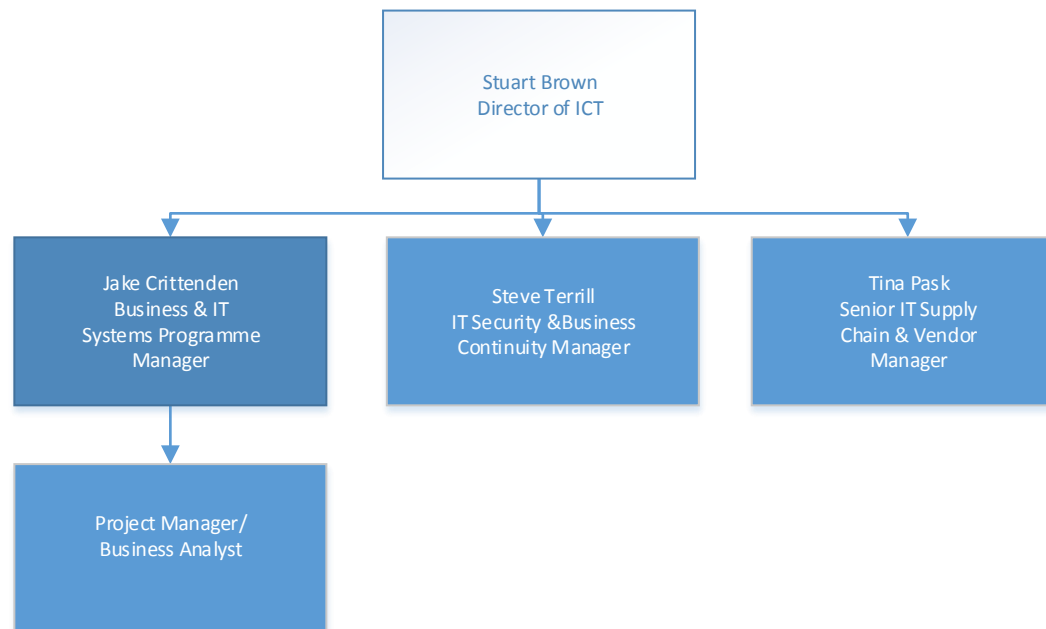 Stuart Brown
Director of ICT
Jake Crittenden
Business & IT
Systems Programme
Manager
Steve Terrill
IT Security &Business
Continuity Manager
Tina Pask
Senior IT Supply
Chain & Vendor
Manager
Project Manager/
Business Analyst